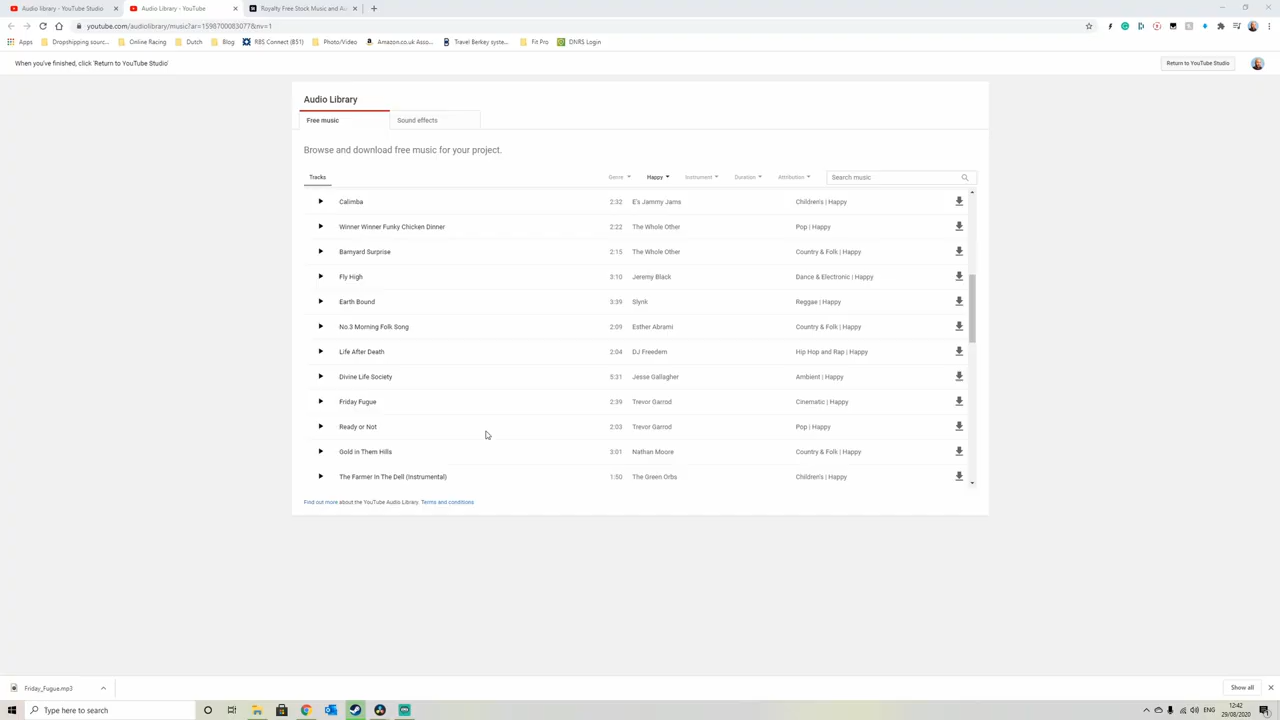 Audio library - YouTube Studio
Audio Library - YouTube
Royalty Free Stock Music and Au
youtube.com/audiolibrary/music?ar=1598700083077&nv=1
Apps
Dropshipping sourc...
Online Racing
Dutch
Blog
RBS Connect (B51)
Photo/Video
Amazon.co.uk Asso...
Travel Berkey syste...
Fit Pro
DNRS Login
When you've finished, click 'Return to YouTube Studio'
Return to YouTube Studio
Audio Library
Free music
Sound effects
Browse and download free music for your project.
Tracks
Genre
Happy
Instrument
Duration
Attribution
Search music
Calimba 2:32 E's Jammy Jams Children's | Happy
Winner Winner Funky Chicken Dinner 2:22 The Whole Other Pop | Happy
Barnyard Surprise 2:15 The Whole Other Country & Folk | Happy
Fly High 3:10 Jeremy Black Dance & Electronic | Happy
Earth Bound 3:39 Slynk Reggae | Happy
No.3 Morning Folk Song 2:09 Esther Abrami Country & Folk | Happy
Life After Death 2:04 DJ Freedem Hip Hop and Rap | Happy
Divine Life Society 5:31 Jesse Gallagher Ambient | Happy
Friday Fugue 2:39 Trevor Garrod Cinematic | Happy
Ready or Not 2:03 Trevor Garrod Pop | Happy
Gold in Them Hills 3:01 Nathan Moore Country & Folk | Happy
The Farmer In The Dell (Instrumental) 1:50 The Green Orbs Children's | Happy
Find out more about the YouTube Audio Library. Terms and conditions
Friday_Fugue.mp3
Show all
Type here to search
ENG
12:42
29/08/2020